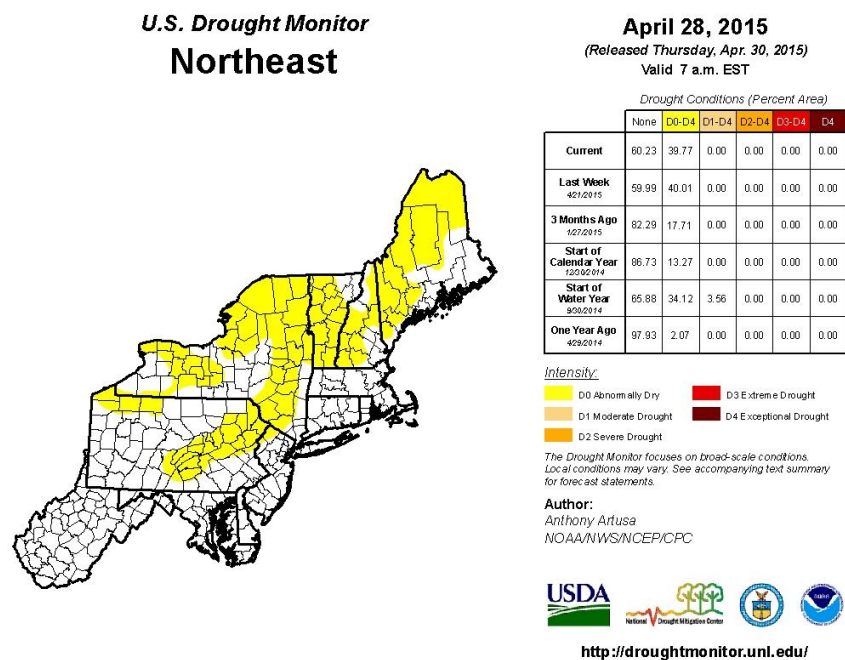 U.S. Drought Monitor
Northeast
April 28, 2015
(Released Thursday, Apr. 30, 2015)
Valid 7 a.m. EST
Drought Conditions (Percent Area)
None D0-D4 D1-D4 D2-D4 D3-D4 D4
Current 60.23 39.77 0.00 0.00 0.00 0.00
Last Week 59.99 40.01 0.00 0.00 0.00 0.00
4/21/2015
3 Months Ago 82.29 17.71 0.00 0.00 0.00 0.00
1/27/2015
Start of
Calendar Year 86.73 13.27 0.00 0.00 0.00 0.00
12/30/2014
Start of
Water Year 65.88 34.12 3.56 0.00 0.00 0.00
9/30/2014
One Year Ago 97.93 2.07 0.00 0.00 0.00 0.00
4/29/2014
Intensity:
D0 Abnormally Dry D3 Extreme Drought
D1 Moderate Drought D4 Exceptional Drought
D2 Severe Drought
The Drought Monitor focuses on broad-scale conditions.
Local conditions may vary. See accompanying text summary
for forecast statements.
Author:
Anthony Artusa
NOAA/NWS/NCEP/CPC
USDA
National Drought Mitigation Center
http://droughtmonitor.unl.edu/